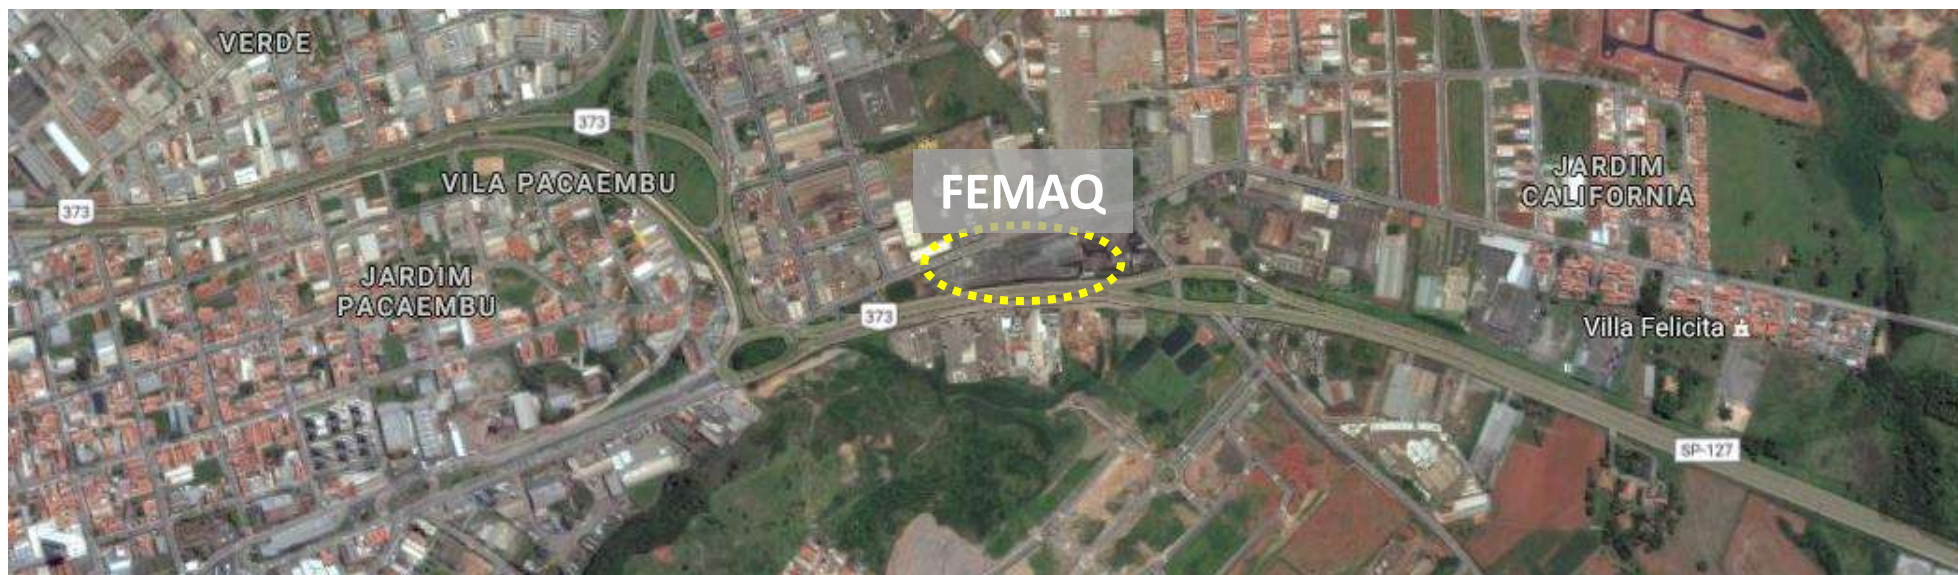 VERDE
373
VILA PACAEMBU
373
FEMAQ
JARDIM
CALIFORNIA
JARDIM
PACAEMBU
373
Villa Felicita
SP-127